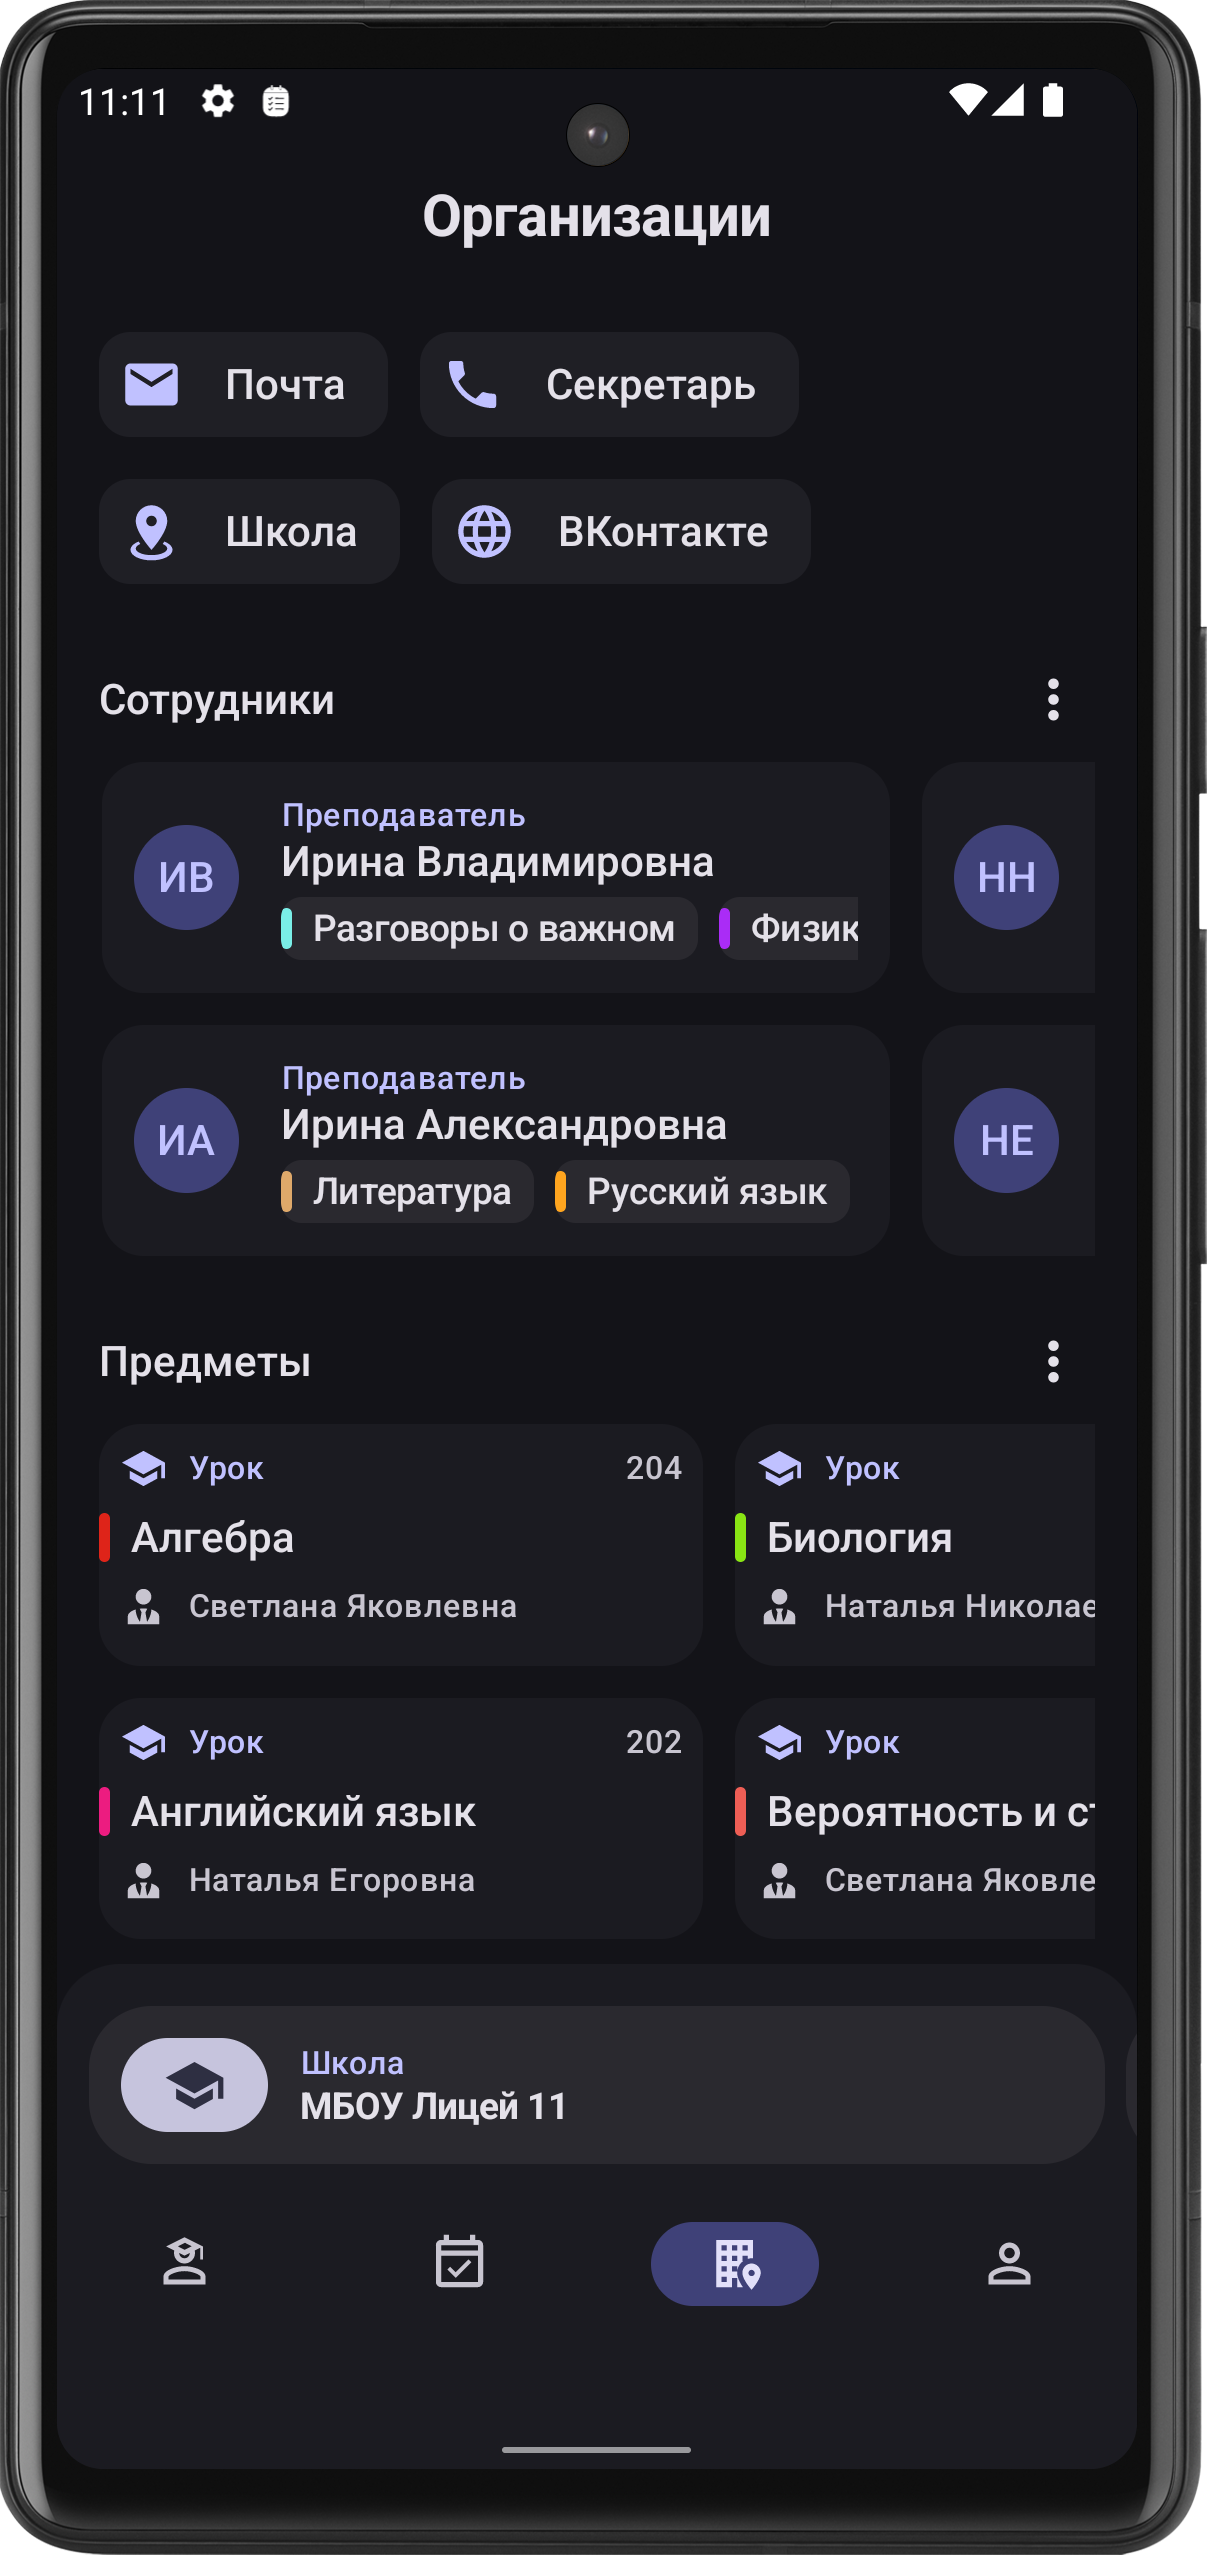 11:11
Организации
Почта
Секретарь
Школа
ВКонтакте
Сотрудники
ИВ
Преподаватель
Ирина Владимировна
Разговоры о важном
Физик
НН
ИА
Преподаватель
Ирина Александровна
Литература
Русский язык
НЕ
Предметы
Урок
204
Алгебра
Светлана Яковлевна
Урок
Биология
Наталья Николае
Урок
202
Английский язык
Наталья Егоровна
Урок
Вероятность и ст
Светлана Яковле
Школа
МБОУ Лицей 11